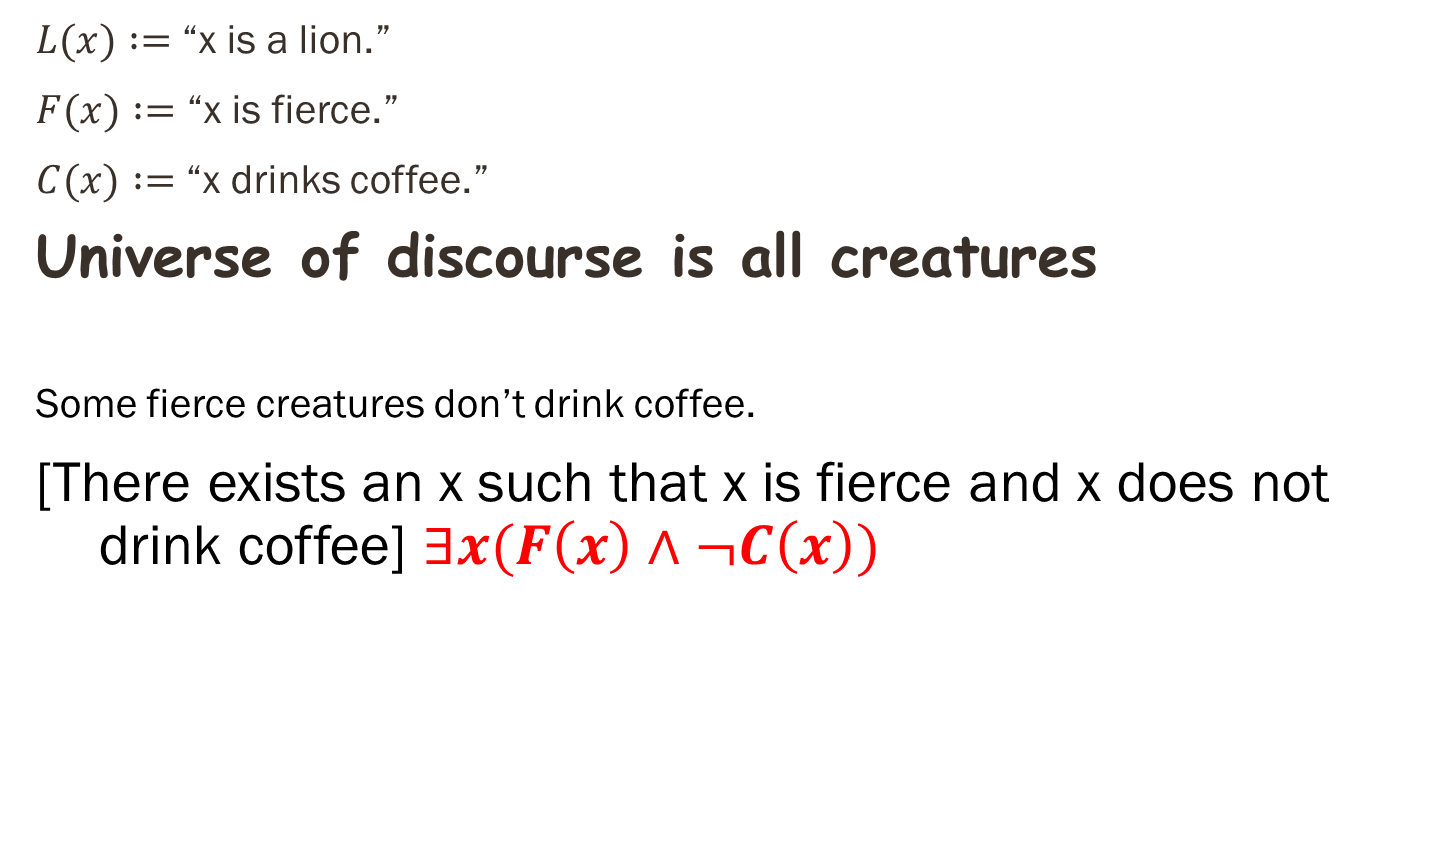 L(x) := “x is a lion.”
F(x) := “x is fierce.”
C(x) := “x drinks coffee.”
Universe of discourse is all creatures
Some fierce creatures don’t drink coffee.
[There exists an x such that x is fierce and x does not
drink coffee] ∃x(F(x) ∧ ¬C(x))